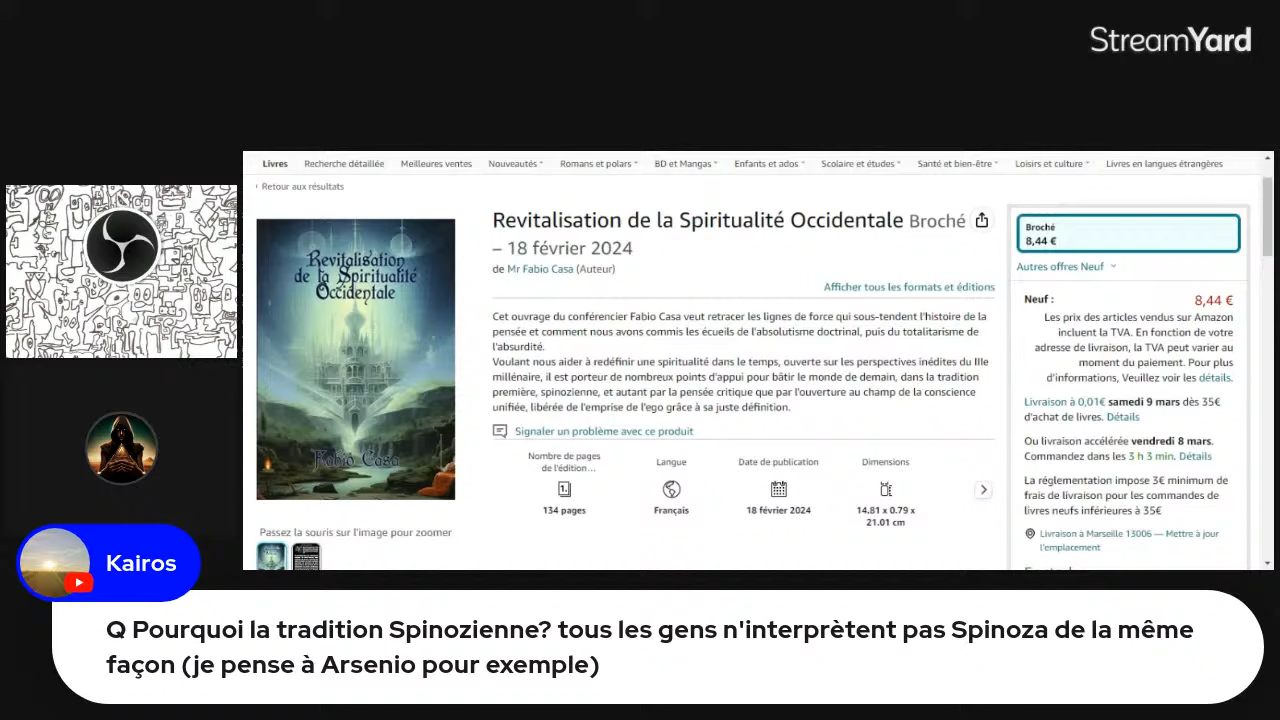 StreamYard
Livres Recherche détaillée Meilleures ventes Nouveautés Romans et polars BD et Mangas Enfants et ados Scolaire et études Santé et bien-être Loisirs et culture Livres en langues étrangères
‹ Retour aux résultats
Revitalisation
de la Spiritualité
Occidentale
Fabio Casa
Passez la souris sur l'image pour zoomer
Revitalisation de la Spiritualité Occidentale Broché
– 18 février 2024
de Mr Fabio Casa (Auteur)
Afficher tous les formats et éditions
Cet ouvrage du conférencier Fabio Casa veut retracer les lignes de force qui sous-tendent l'histoire de la
pensée et comment nous avons commis les écueils de l'absolutisme doctrinal, puis du totalitarisme de
l'absurdité.
Voulant nous aider à redéfinir une spiritualité dans le temps, ouverte sur les perspectives inédites du IIIe
millénaire, il est porteur de nombreux points d'appui pour bâtir le monde de demain, dans la tradition
première, spinozienne, et autant par la pensée critique que par l'ouverture au champ de la conscience
unifiée, libérée de l'emprise de l'ego grâce à sa juste définition.
Signaler un problème avec ce produit
Nombre de pages
de l'édition...
134 pages
Langue
Français
Date de publication
18 février 2024
Dimensions
14.81 x 0.79 x
21.01 cm
Broché
8,44 €
Autres offres Neuf
Neuf : 8,44 €
Les prix des articles vendus sur Amazon
incluent la TVA. En fonction de votre
adresse de livraison, la TVA peut varier au
moment du paiement. Pour plus
d'informations, Veuillez voir les détails.
Livraison à 0,01€ samedi 9 mars dès 35€
d'achat de livres. Détails
Ou livraison accélérée vendredi 8 mars.
Commandez dans les 3 h 3 min. Détails
La réglementation impose 3€ minimum de
frais de livraison pour les commandes de
livres neufs inférieures à 35€
Livraison à Marseille 13006 — Mettre à jour
l'emplacement
Kairos
Q Pourquoi la tradition Spinozienne? tous les gens n'interprètent pas Spinoza de la même
façon (je pense à Arsenio pour exemple)